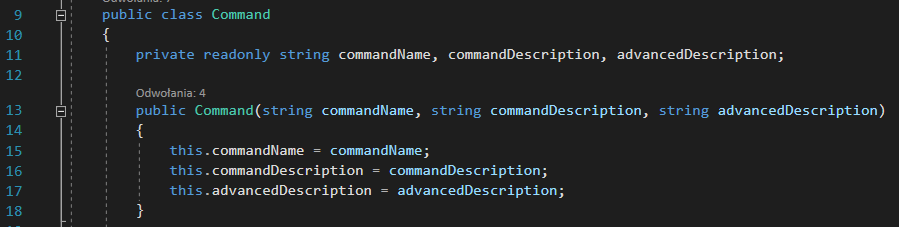 Odwołania: 7
9 public class Command
10 {
11 private readonly string commandName, commandDescription, advancedDescription;
12
Odwołania: 4
13 public Command(string commandName, string commandDescription, string advancedDescription)
14 {
15 this.commandName = commandName;
16 this.commandDescription = commandDescription;
17 this.advancedDescription = advancedDescription;
18 }